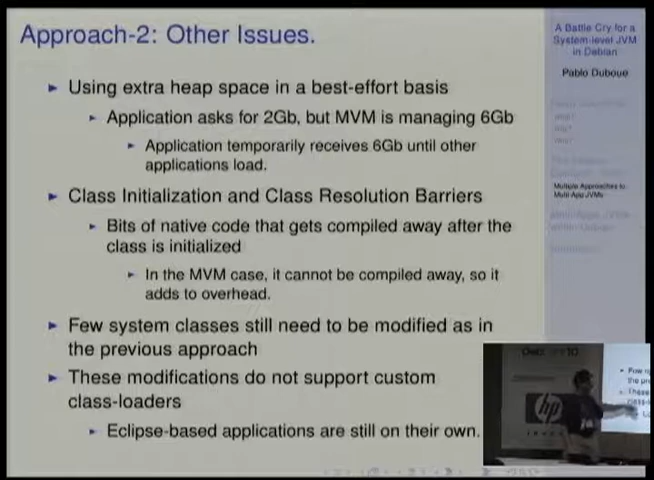 Approach-2: Other Issues.
Using extra heap space in a best-effort basis
Application asks for 2Gb, but MVM is managing 6Gb
Application temporarily receives 6Gb until other
applications load.
Class Initialization and Class Resolution Barriers
Bits of native code that gets compiled away after the
class is initialized
In the MVM case, it cannot be compiled away, so it
adds to overhead.
Few system classes still need to be modified as in
the previous approach
These modifications do not support custom
class-loaders
Eclipse-based applications are still on their own.
A Battle Cry for a
System-level JVM
in Debian
Pablo Duboue
Multiple Approaches to
Multi-App JVMs
hp